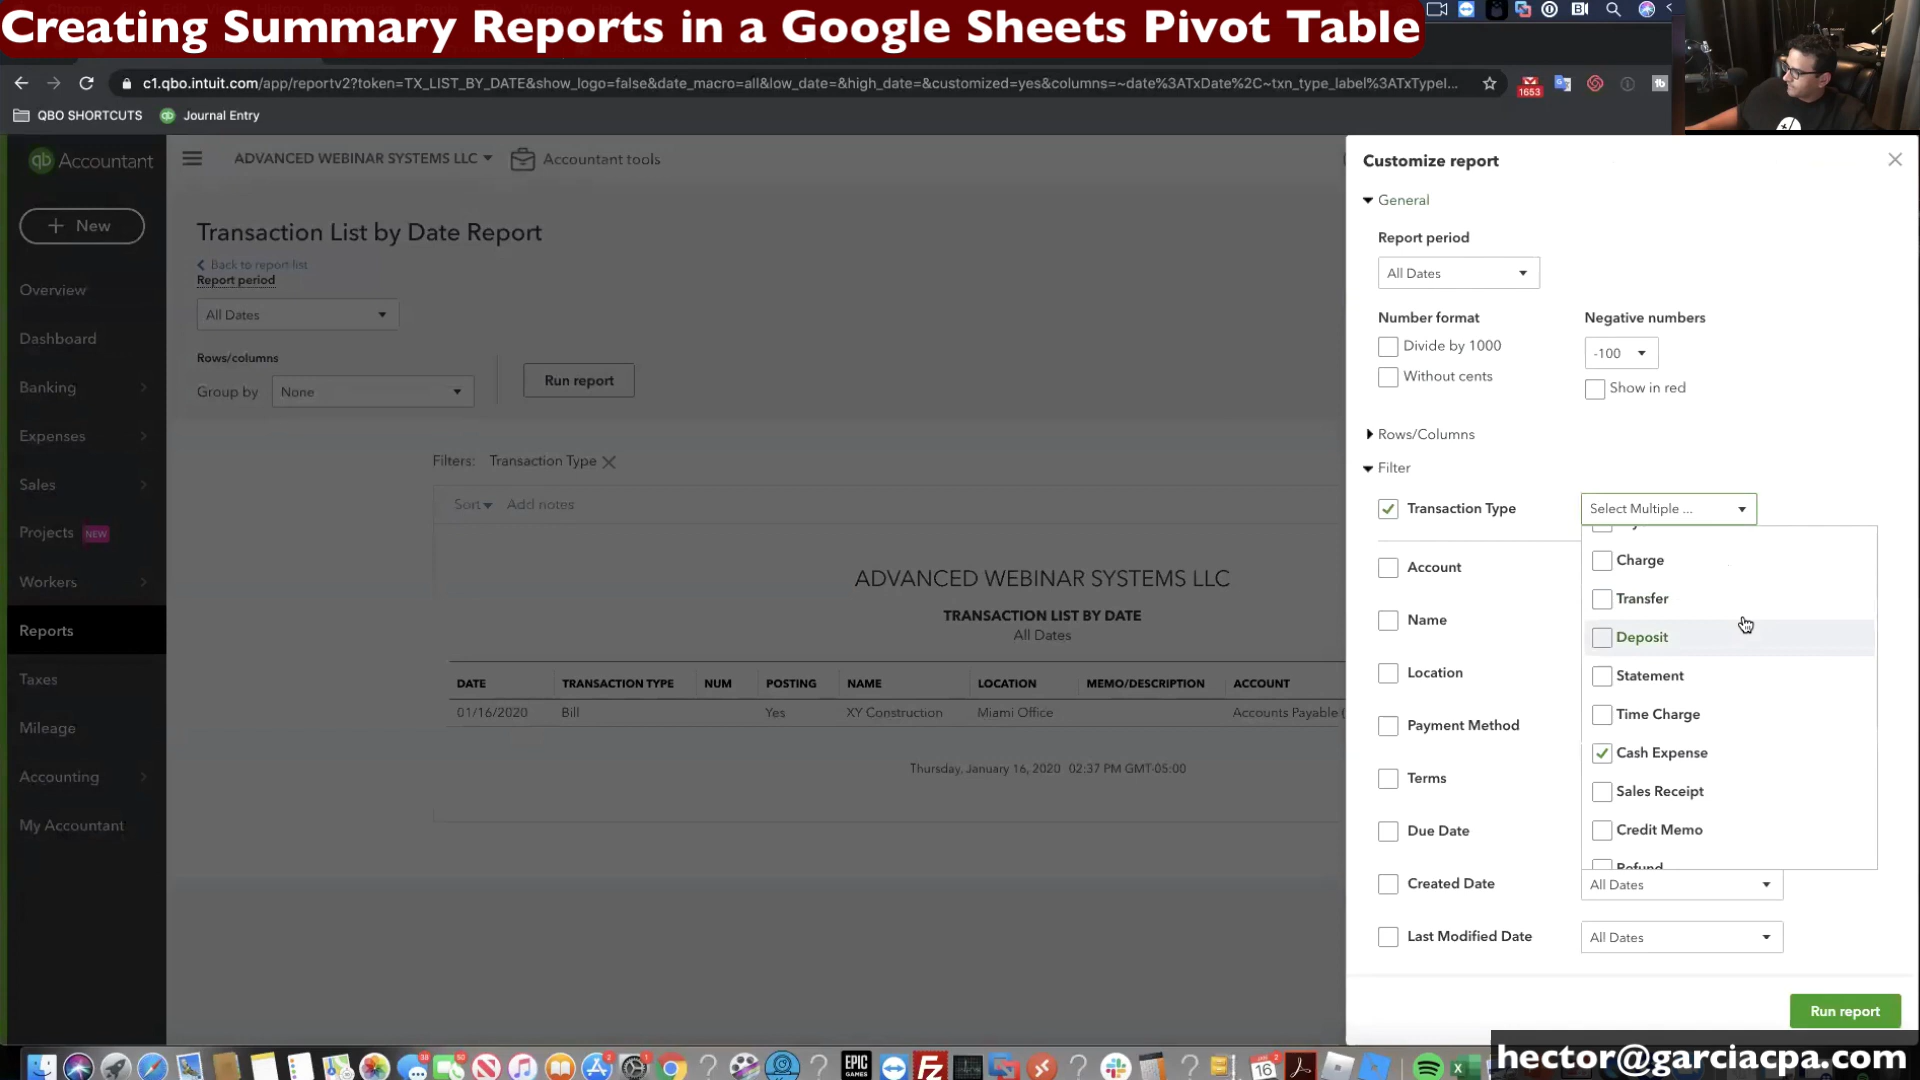 Creating Summary Reports in a Google Sheets Pivot Table
c1.qbo.intuit.com/app/reportv2?token=TX_LIST_BY_DATE&show_logo=false&date_macro=all&low_date=&high_date=&customized=yes&columns=~date%3ATxDate%2C~txn_type_label%3ATxTypeI...
1653
QBO SHORTCUTS
Journal Entry
qb Accountant
ADVANCED WEBINAR SYSTEMS LLC
Accountant tools
+ New
Overview
Dashboard
Banking
Expenses
Sales
Projects NEW
Workers
Reports
Taxes
Mileage
Accounting
My Accountant
Transaction List by Date Report
Back to report list
Report period
All Dates
Rows/columns
Group by
None
Run report
Filters: Transaction Type
Sort
Add notes
ADVANCED WEBINAR SYSTEMS LLC
TRANSACTION LIST BY DATE
All Dates
DATE TRANSACTION TYPE NUM POSTING NAME LOCATION MEMO/DESCRIPTION ACCOUNT
01/16/2020 Bill Yes XY Construction Miami Office Accounts Payable (
Thursday, January 16, 2020 02:37 PM GMT-05:00
Customize report
General
Report period
All Dates
Number format
Negative numbers
Divide by 1000
-100
Without cents
Show in red
Rows/Columns
Filter
Transaction Type
Select Multiple ...
Account
Name
Location
Payment Method
Terms
Due Date
Created Date
Last Modified Date
Charge
Transfer
Deposit
Statement
Time Charge
Cash Expense
Sales Receipt
Credit Memo
Refund
All Dates
All Dates
Run report
EPIC
GAMES
16
hector@garciacpa.com